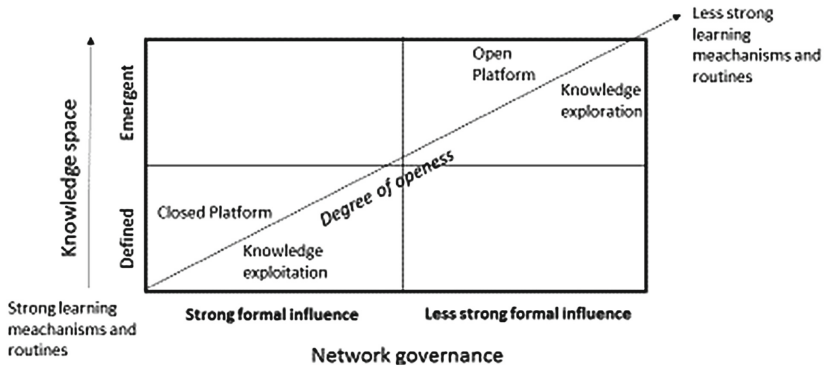 Less strong
learning
meachanisms and
routines
Open
Platform
Knowledge
exploration
Emergent
Knowledge space
Degree of openess
Defined
Closed Platform
Knowledge
exploitation
Strong learning
meachanisms and
routines
Strong formal influence
Less strong formal influence
Network governance